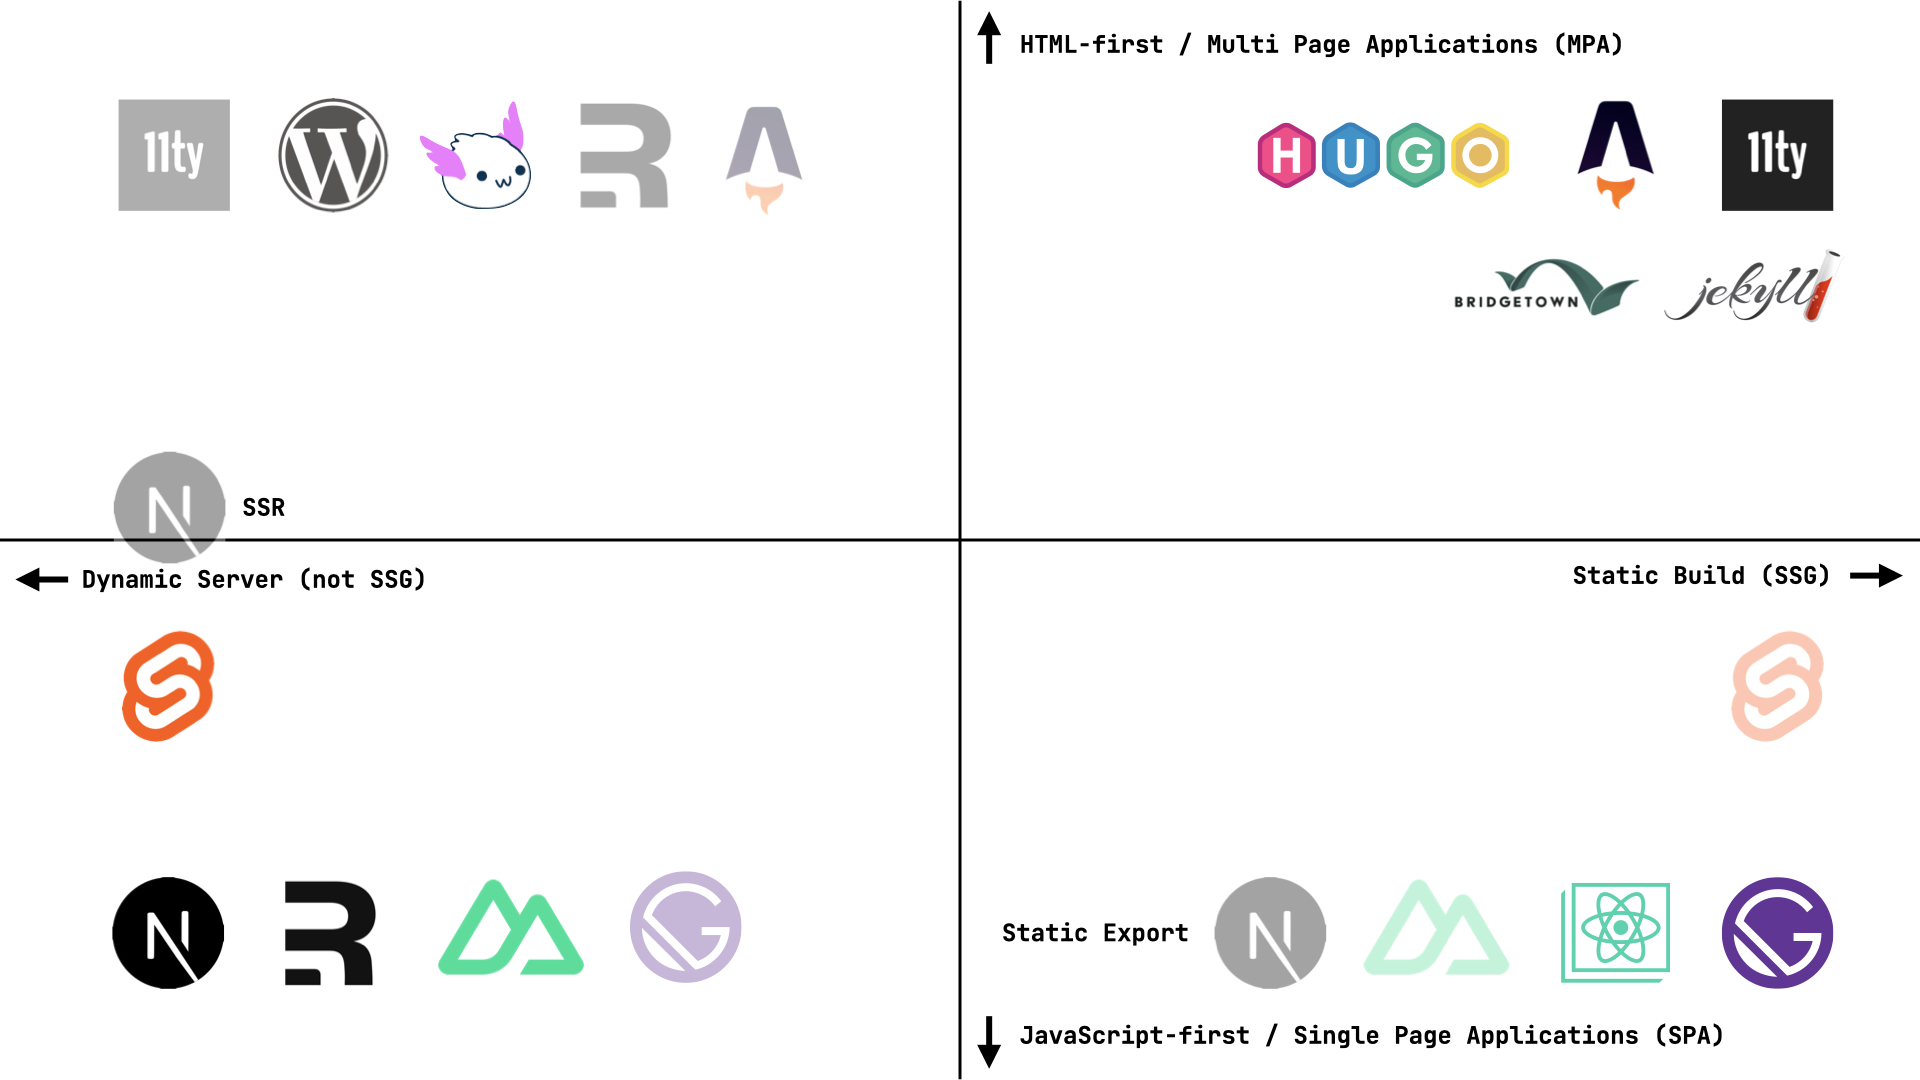 HTML-first / Multi Page Applications (MPA)
11ty
W
R
HUGO
11ty
BRIDGETOWN
jekyll
N
SSR
Dynamic Server (not SSG)
Static Build (SSG)
S
S
N
R
G
Static Export
N
G
JavaScript-first / Single Page Applications (SPA)